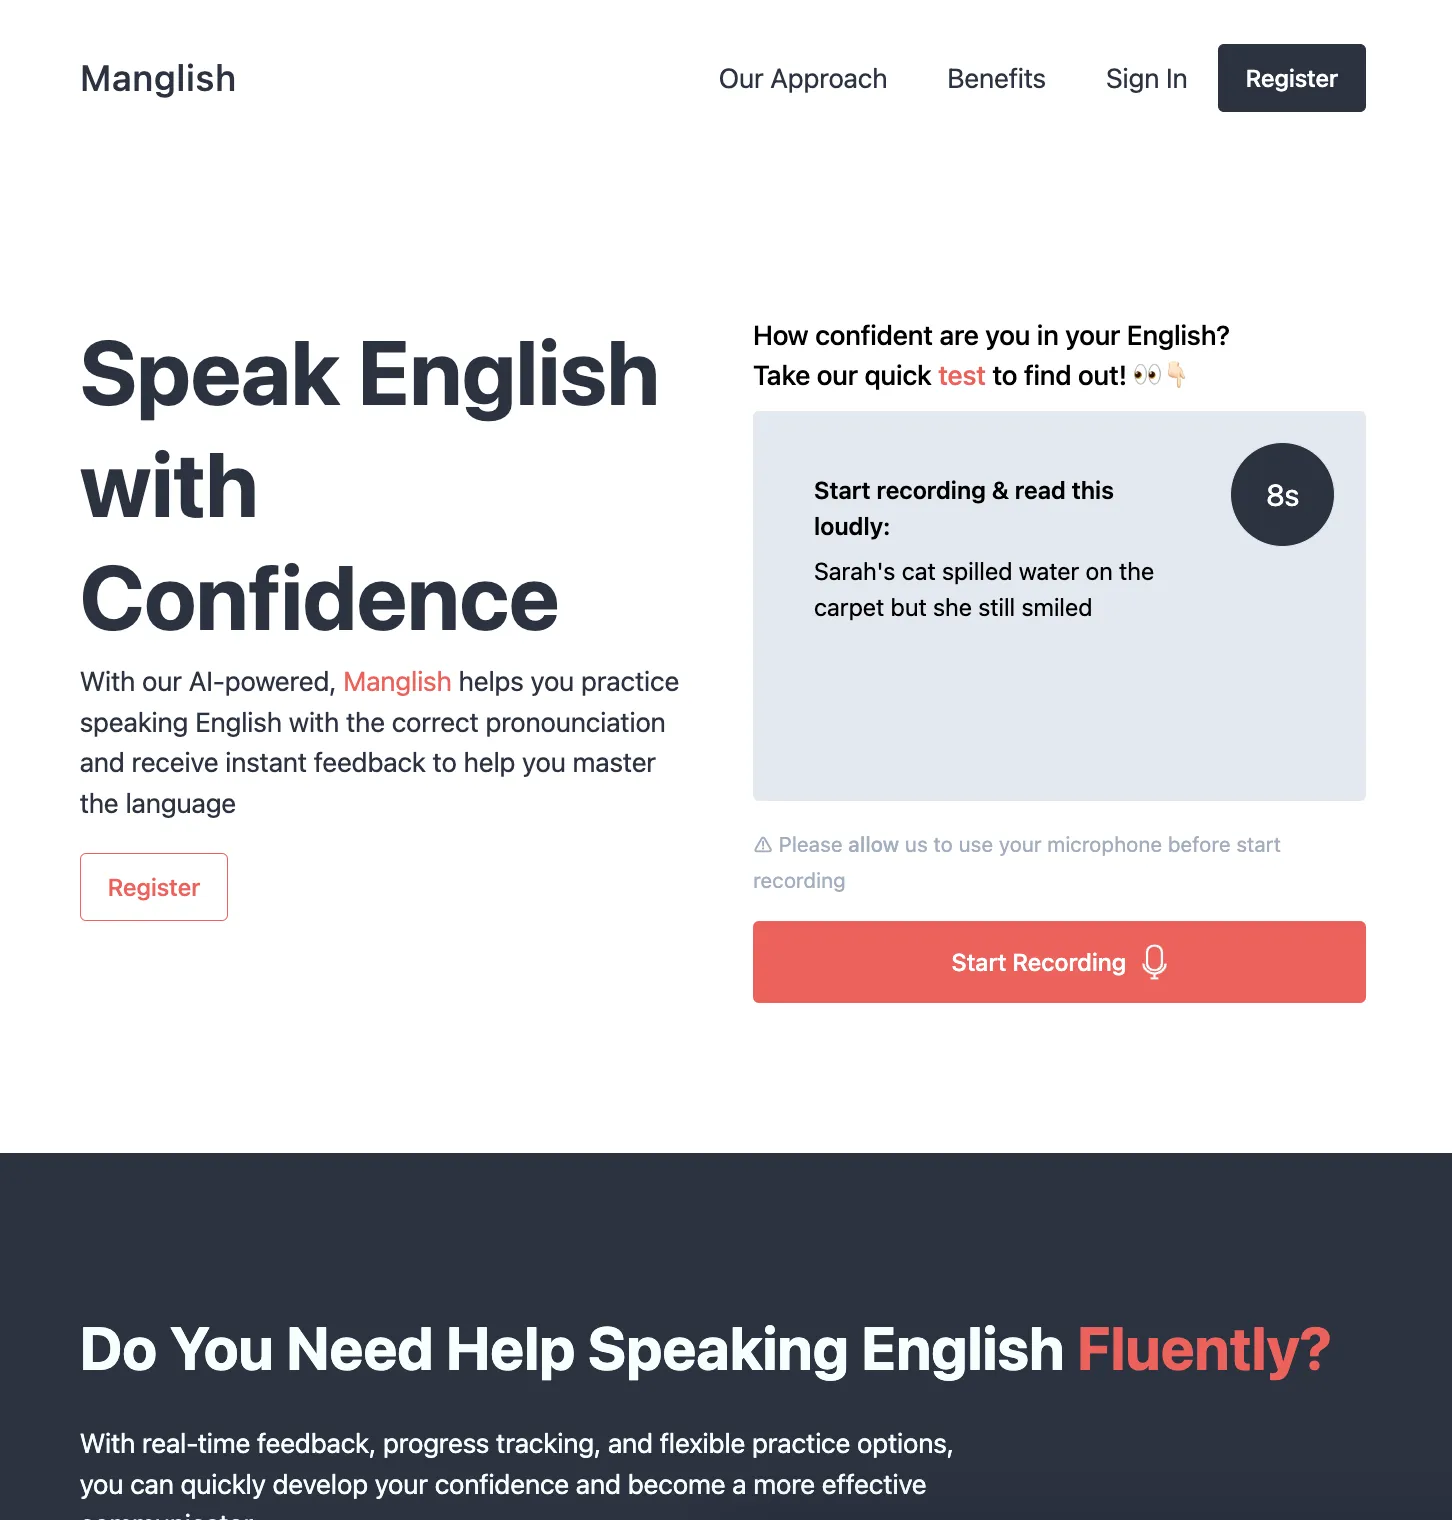 Manglish
Our Approach
Benefits
Sign In
Register
Speak English
with
Confidence
With our AI-powered, Manglish helps you practice
speaking English with the correct pronounciation
and receive instant feedback to help you master
the language
Register
How confident are you in your English?
Take our quick test to find out! 👀👇🏻
Start recording & read this
loudly:
8s
Sarah's cat spilled water on the
carpet but she still smiled
⚠ Please allow us to use your microphone before start
recording
Start Recording
Do You Need Help Speaking English Fluently?
With real-time feedback, progress tracking, and flexible practice options,
you can quickly develop your confidence and become a more effective